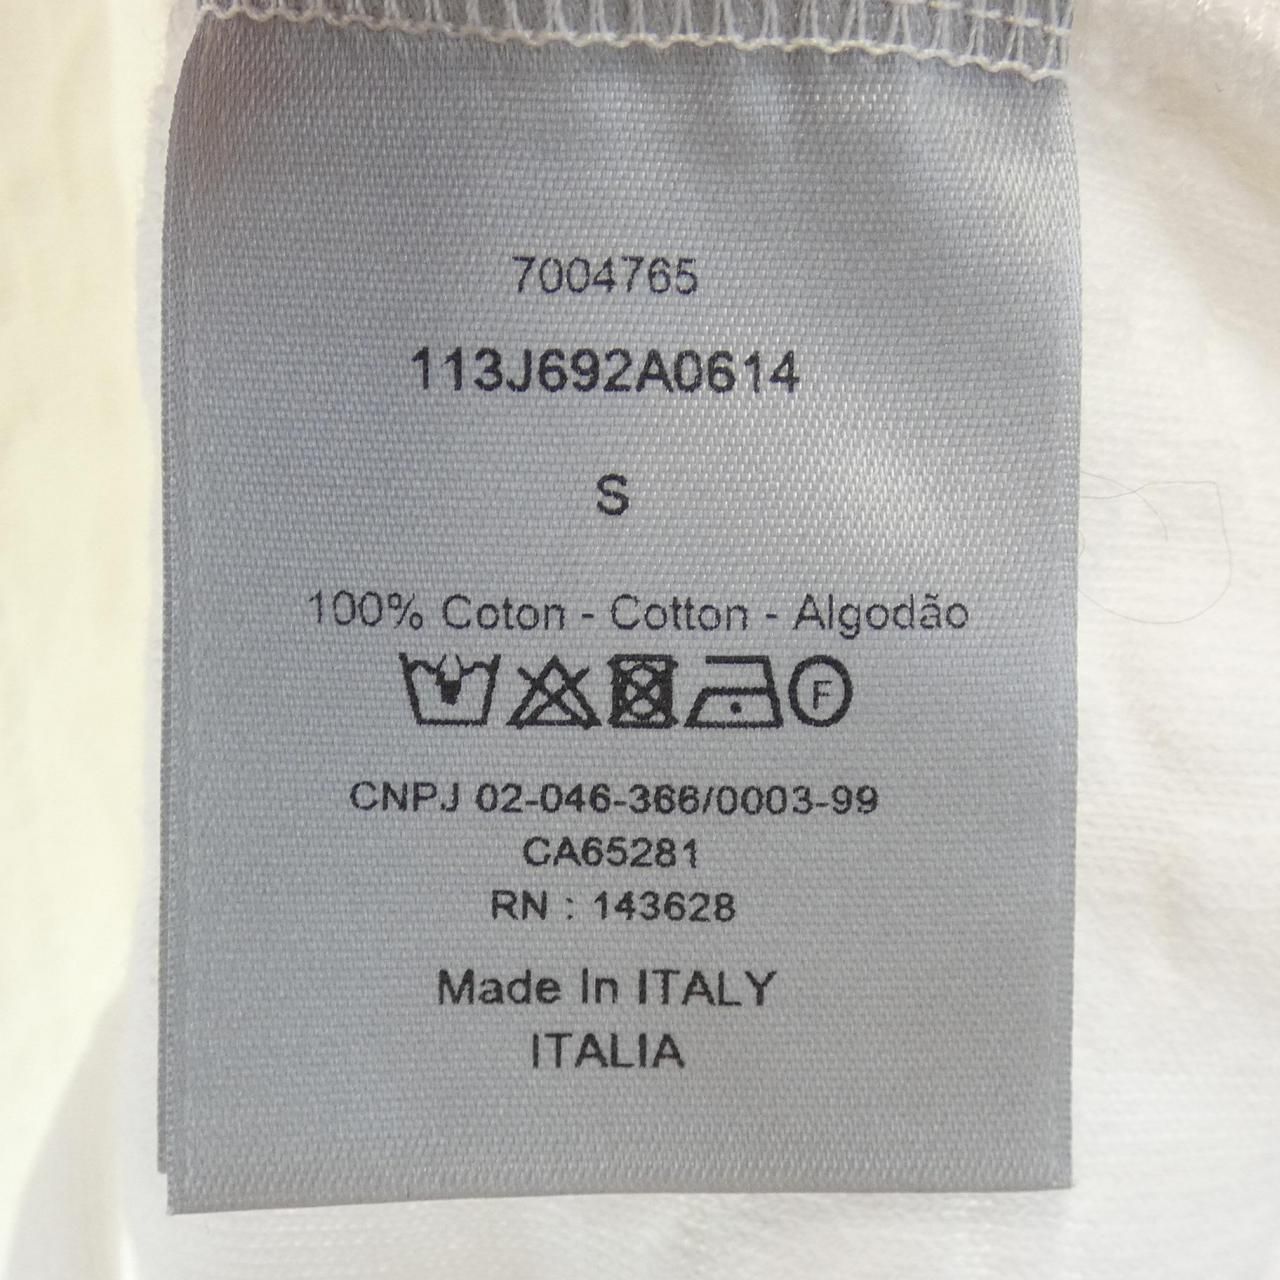 7004765
113J692A0614
S
100% Coton - Cotton - Algodão
F
CNPJ 02-046-366/0003-99
CA65281
RN : 143628
Made In ITALY
ITALIA